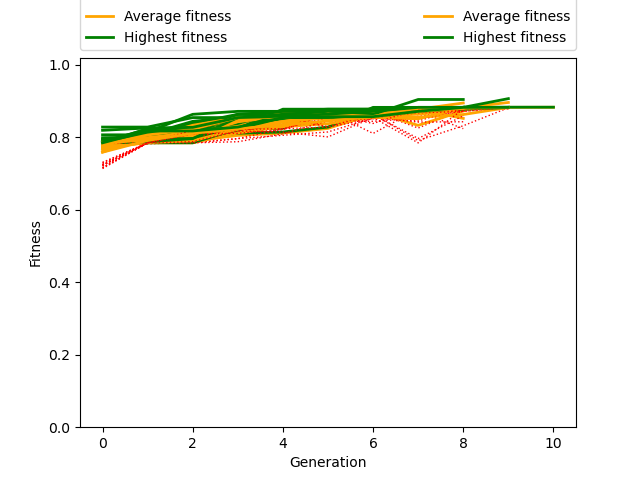 Average fitness Average fitness
Highest fitness Highest fitness
1.0
0.8
0.6
0.4
0.2
0.0
Fitness
0 2 4 6 8 10
Generation